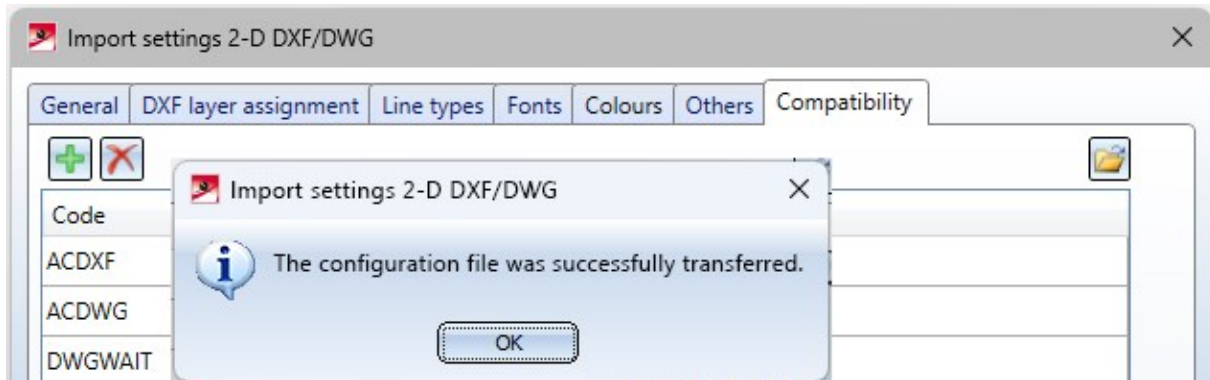 Import settings 2-D DXF/DWG
General DXF layer assignment Line types Fonts Colours Others Compatibility
Import settings 2-D DXF/DWG
Code
ACDXF
The configuration file was successfully transferred.
ACDWG
OK
DWGWAIT